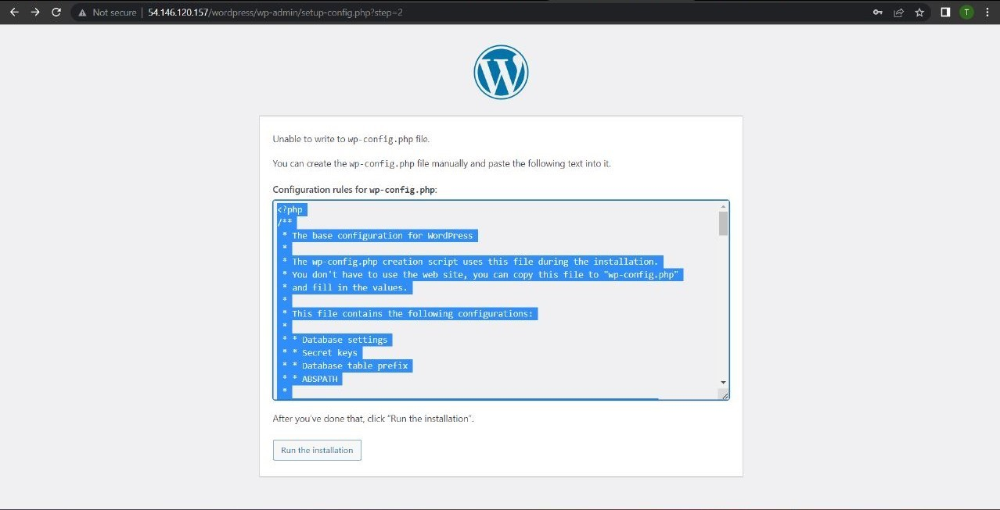 Not secure | 54.146.120.157/wordpress/wp-admin/setup-config.php?step=2
T
W
Unable to write to wp-config.php file.
You can create the wp-config.php file manually and paste the following text into it.
Configuration rules for wp-config.php:
<?php
/**
* The base configuration for WordPress
*
* The wp-config.php creation script uses this file during the installation.
* You don't have to use the web site, you can copy this file to "wp-config.php"
* and fill in the values.
*
* This file contains the following configurations:
*
* * Database settings
* * Secret keys
* * Database table prefix
* * ABSPATH
*
After you've done that, click "Run the installation".
Run the installation